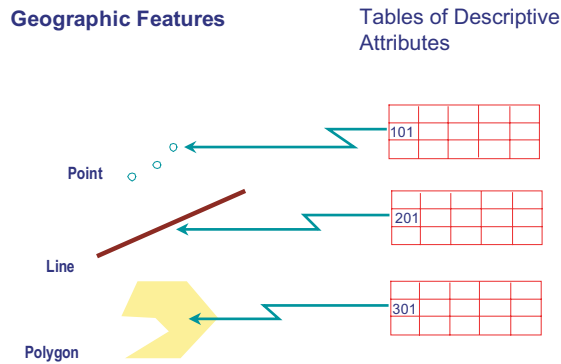 Geographic Features
Tables of Descriptive
Attributes
101
Point
201
Line
301
Polygon